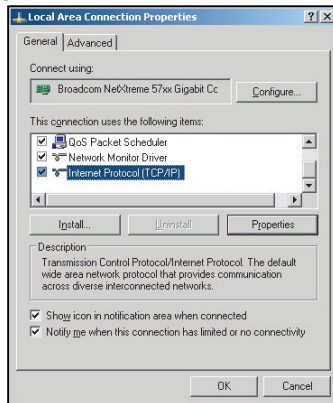 Local Area Connection Properties
General Advanced
Connect using:
Broadcom NetXtreme 57xx Gigabit Cc
Configure...
This connection uses the following items:
QoS Packet Scheduler
Network Monitor Driver
Internet Protocol (TCP/IP)
Install... Uninstall Properties
Description
Transmission Control Protocol/Internet Protocol. The default
wide area network protocol that provides communication
across diverse interconnected networks.
Show icon in notification area when connected
Notify me when this connection has limited or no connectivity
OK Cancel